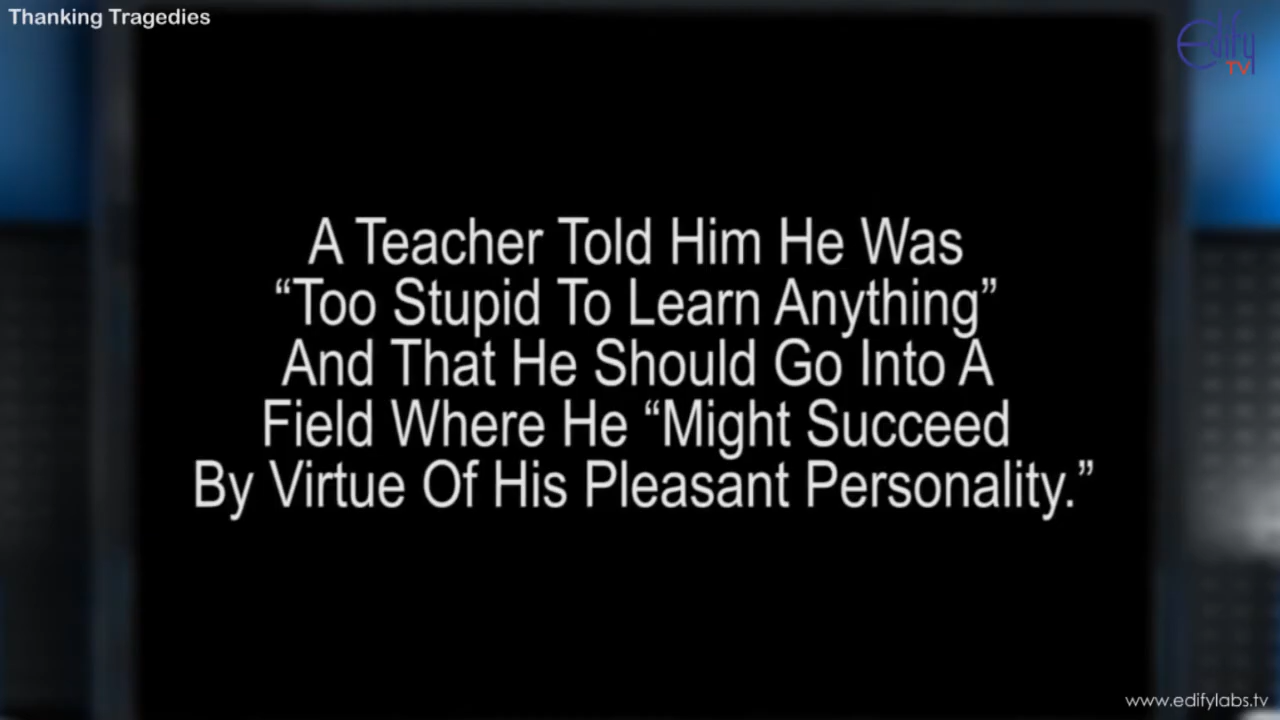 Thanking Tragedies
Edify
TV
A Teacher Told Him He Was
“Too Stupid To Learn Anything”
And That He Should Go Into A
Field Where He “Might Succeed
By Virtue Of His Pleasant Personality.”
www.edifylabs.tv